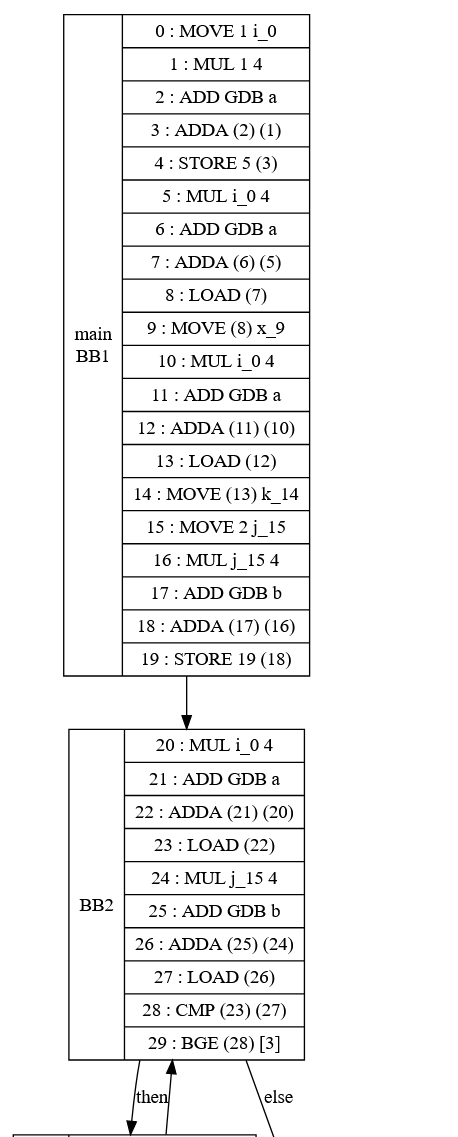 main
BB1
0 : MOVE 1 i_0
1 : MUL 1 4
2 : ADD GDB a
3 : ADDA (2) (1)
4 : STORE 5 (3)
5 : MUL i_0 4
6 : ADD GDB a
7 : ADDA (6) (5)
8 : LOAD (7)
9 : MOVE (8) x_9
10 : MUL i_0 4
11 : ADD GDB a
12 : ADDA (11) (10)
13 : LOAD (12)
14 : MOVE (13) k_14
15 : MOVE 2 j_15
16 : MUL j_15 4
17 : ADD GDB b
18 : ADDA (17) (16)
19 : STORE 19 (18)
BB2
20 : MUL i_0 4
21 : ADD GDB a
22 : ADDA (21) (20)
23 : LOAD (22)
24 : MUL j_15 4
25 : ADD GDB b
26 : ADDA (25) (24)
27 : LOAD (26)
28 : CMP (23) (27)
29 : BGE (28) [3]
then
else